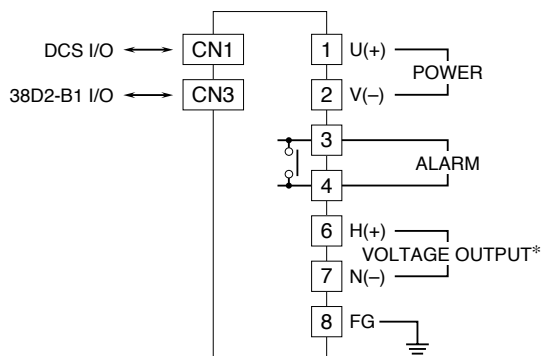 DCS I/O CN1 1 U(+)
POWER
38D2-B1 I/O CN3 2 V(–)
3
ALARM
4
6 H(+)
VOLTAGE OUTPUT*
7 N(–)
8 FG